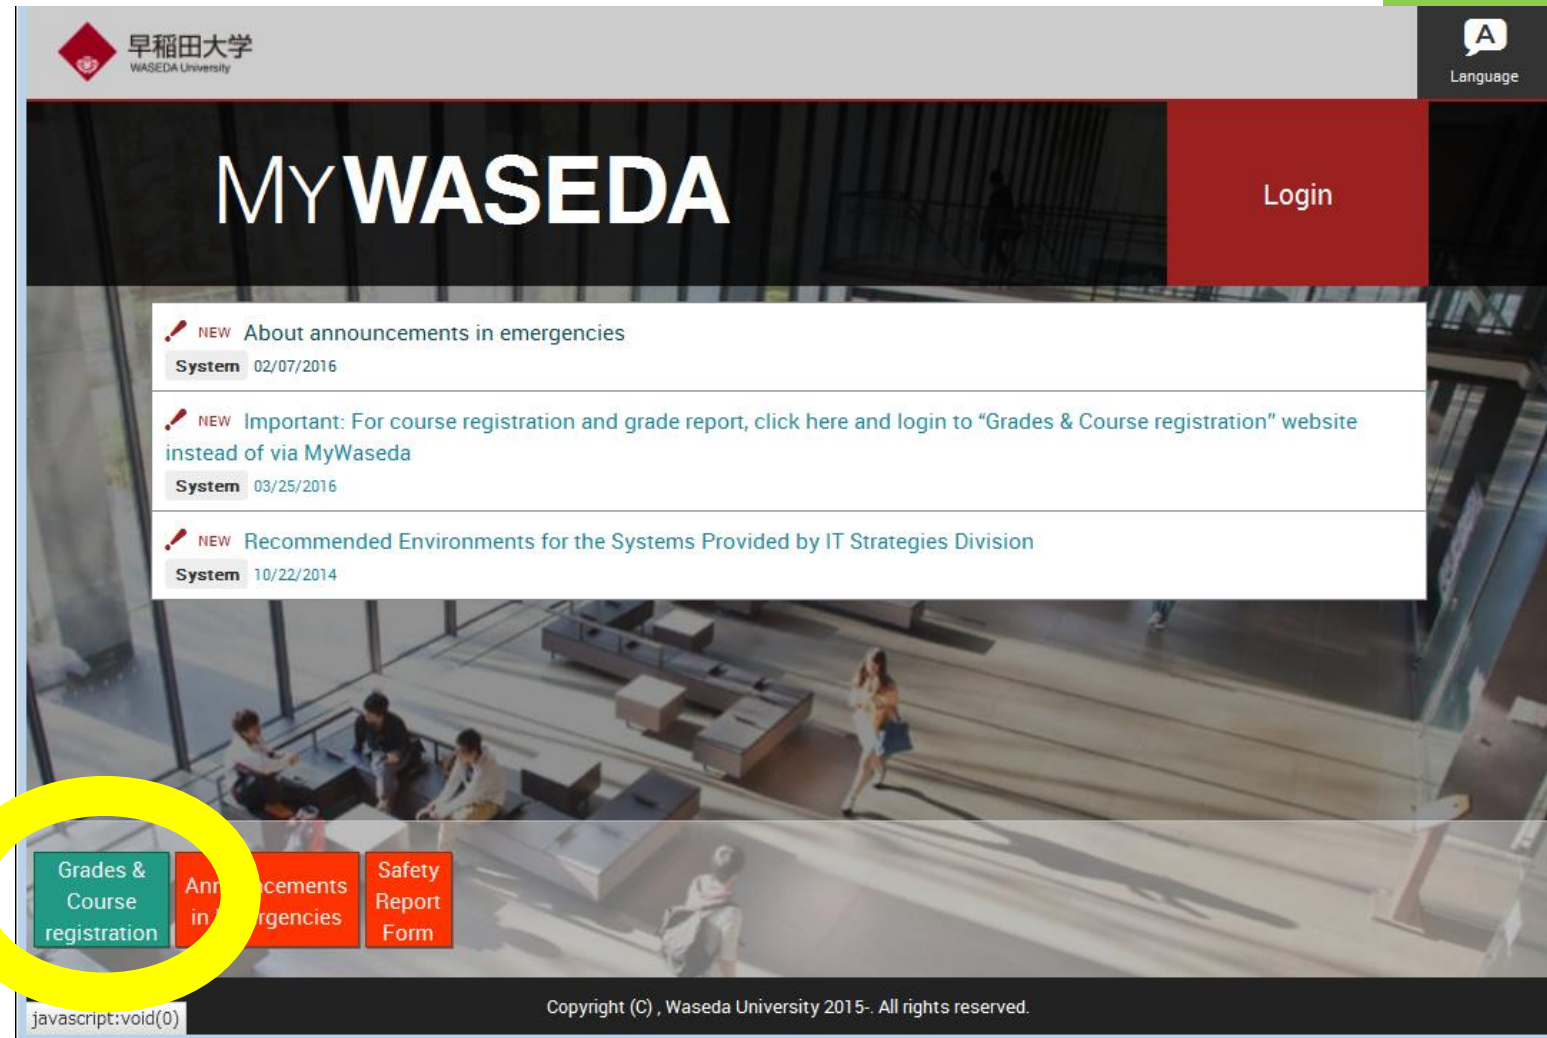 早稲田大学
WASEDA University
A
Language
MYWASEDA
Login
NEW About announcements in emergencies
System 02/07/2016
NEW Important: For course registration and grade report, click here and login to “Grades & Course registration” website
instead of via MyWaseda
System 03/25/2016
NEW Recommended Environments for the Systems Provided by IT Strategies Division
System 10/22/2014
Grades &
Course
registration
in
Safety
Report
Form
Copyright (C) , Waseda University 2015-. All rights reserved.
javascript:void(0)